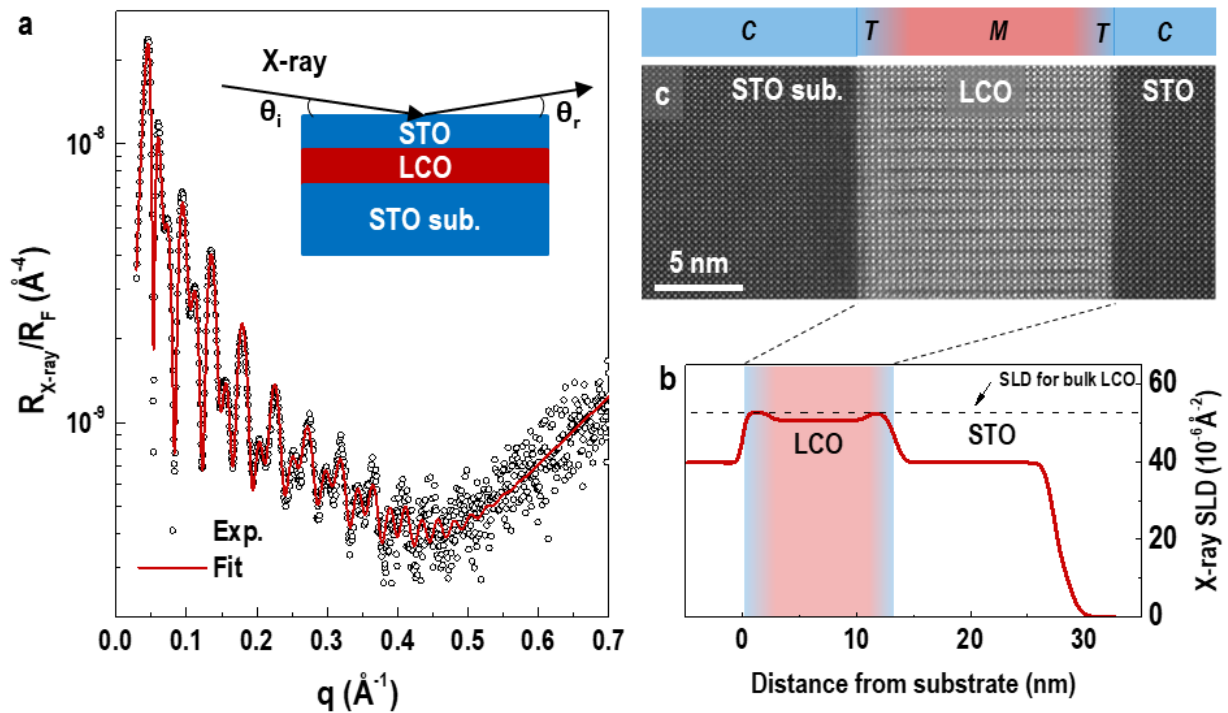 a
X-ray
θi
θr
STO
LCO
STO sub.
10-8
10-9
RX-ray/RF (Å-4)
Exp.
Fit
0.0 0.1 0.2 0.3 0.4 0.5 0.6 0.7
q (Å-1)
C T M T C
c STO sub. LCO STO
5 nm
b
SLD for bulk LCO
LCO
STO
60
40
20
0
X-ray SLD (10-6Å-2)
0 10 20 30
Distance from substrate (nm)